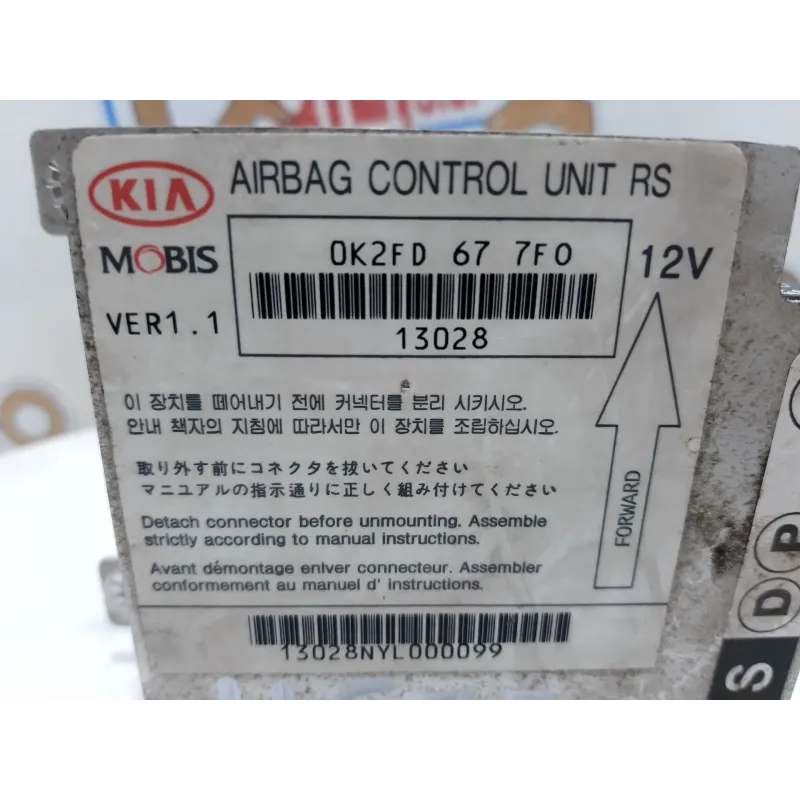 KIA AIRBAG CONTROL UNIT RS
MOBIS
0K2FD 67 7F0
12V
VER1.1
13028
이 장치를 떼어내기 전에 커넥터를 분리 시키시오.
안내 책자의 지침에 따라서만 이 장치를 조립하십시오.
取り外す前にコネクタを抜いてください
マニュアルの指示通りに正しく組み付けてください
FORWARD
Detach connector before unmounting. Assemble
strictly according to manual instructions.
Avant démontage enlver connecteur. Assembler
conformement au manuel d' instructions.
13028NYL000099
P
D
S